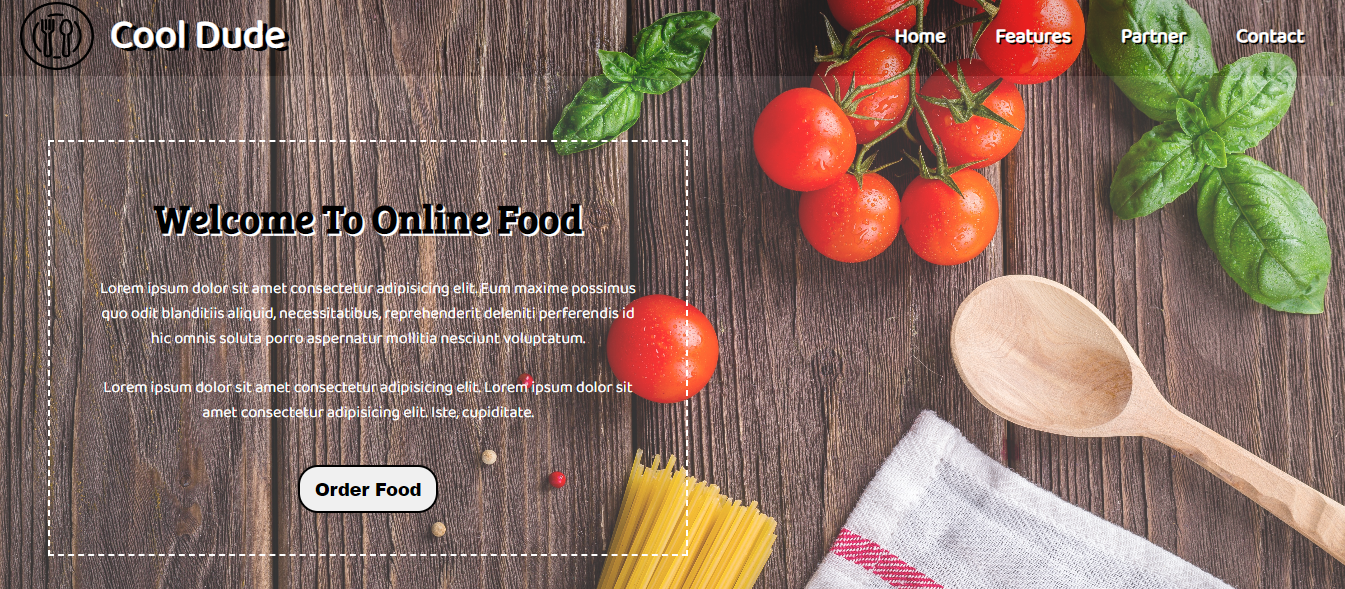 Cool Dude
Home Features Partner Contact
Welcome To Online Food
Lorem ipsum dolor sit amet consectetur adipisicing elit. Eum maxime possimus
quo odit blanditiis aliquid, necessitatibus, reprehenderit deleniti perferendis id
hic omnis soluta porro aspernatur mollitia nesciunt voluptatum.
Lorem ipsum dolor sit amet consectetur adipisicing elit. Lorem ipsum dolor sit
amet consectetur adipisicing elit. Iste, cupiditate.
Order Food